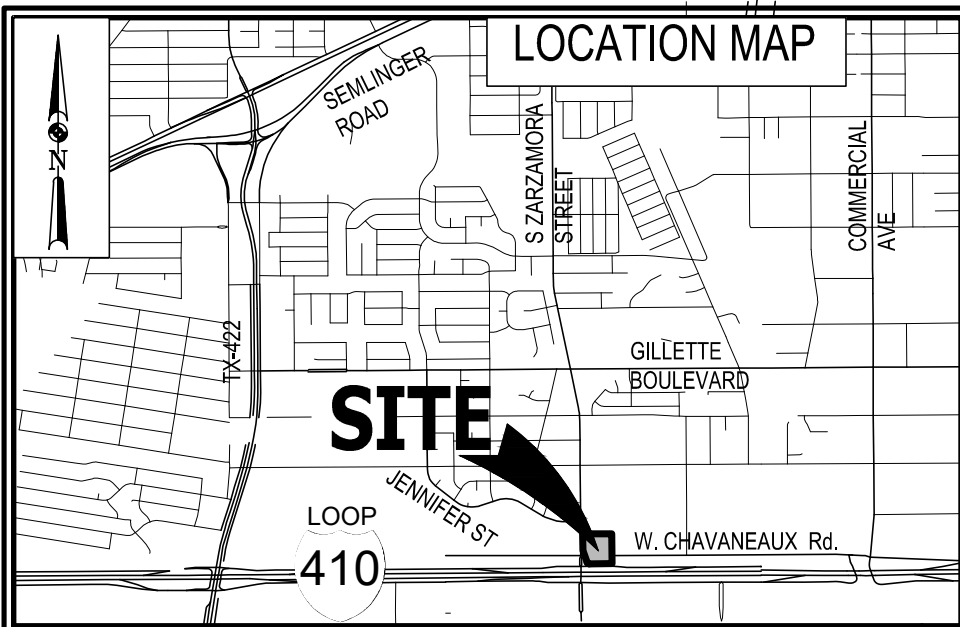 LOCATION MAP
N
SEMLINGER
ROAD
S ZARZAMORA
STREET
COMMERCIAL
AVE
TX-422
GILLETTE
BOULEVARD
SITE
JENNIFER ST
LOOP
410
W. CHAVANEAUX Rd.